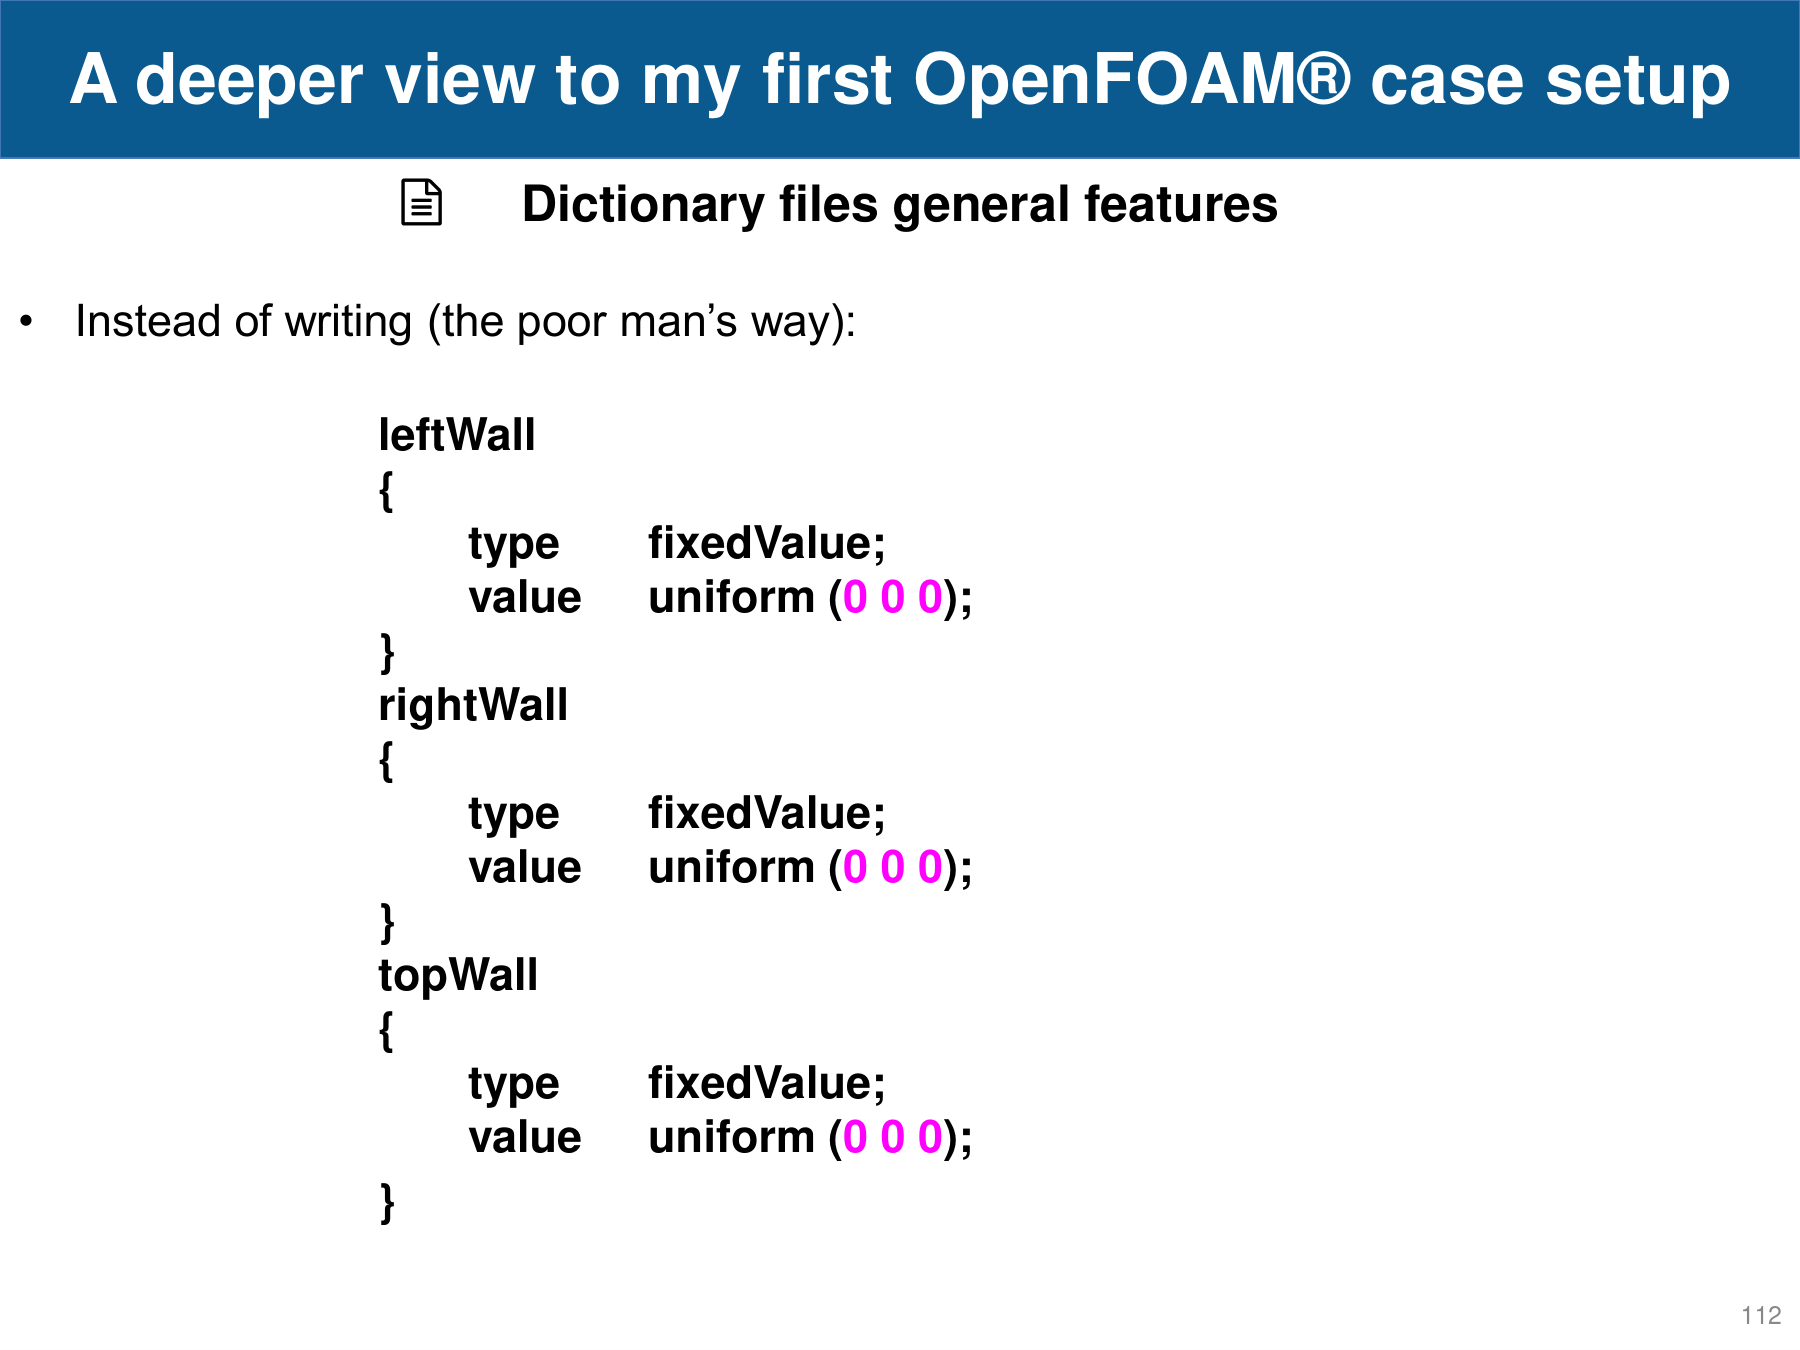 A deeper view to my first OpenFOAM® case setup
Dictionary files general features
• Instead of writing (the poor man’s way):
leftWall
{
type fixedValue;
value uniform (0 0 0);
}
rightWall
{
type fixedValue;
value uniform (0 0 0);
}
topWall
{
type fixedValue;
value uniform (0 0 0);
}
112